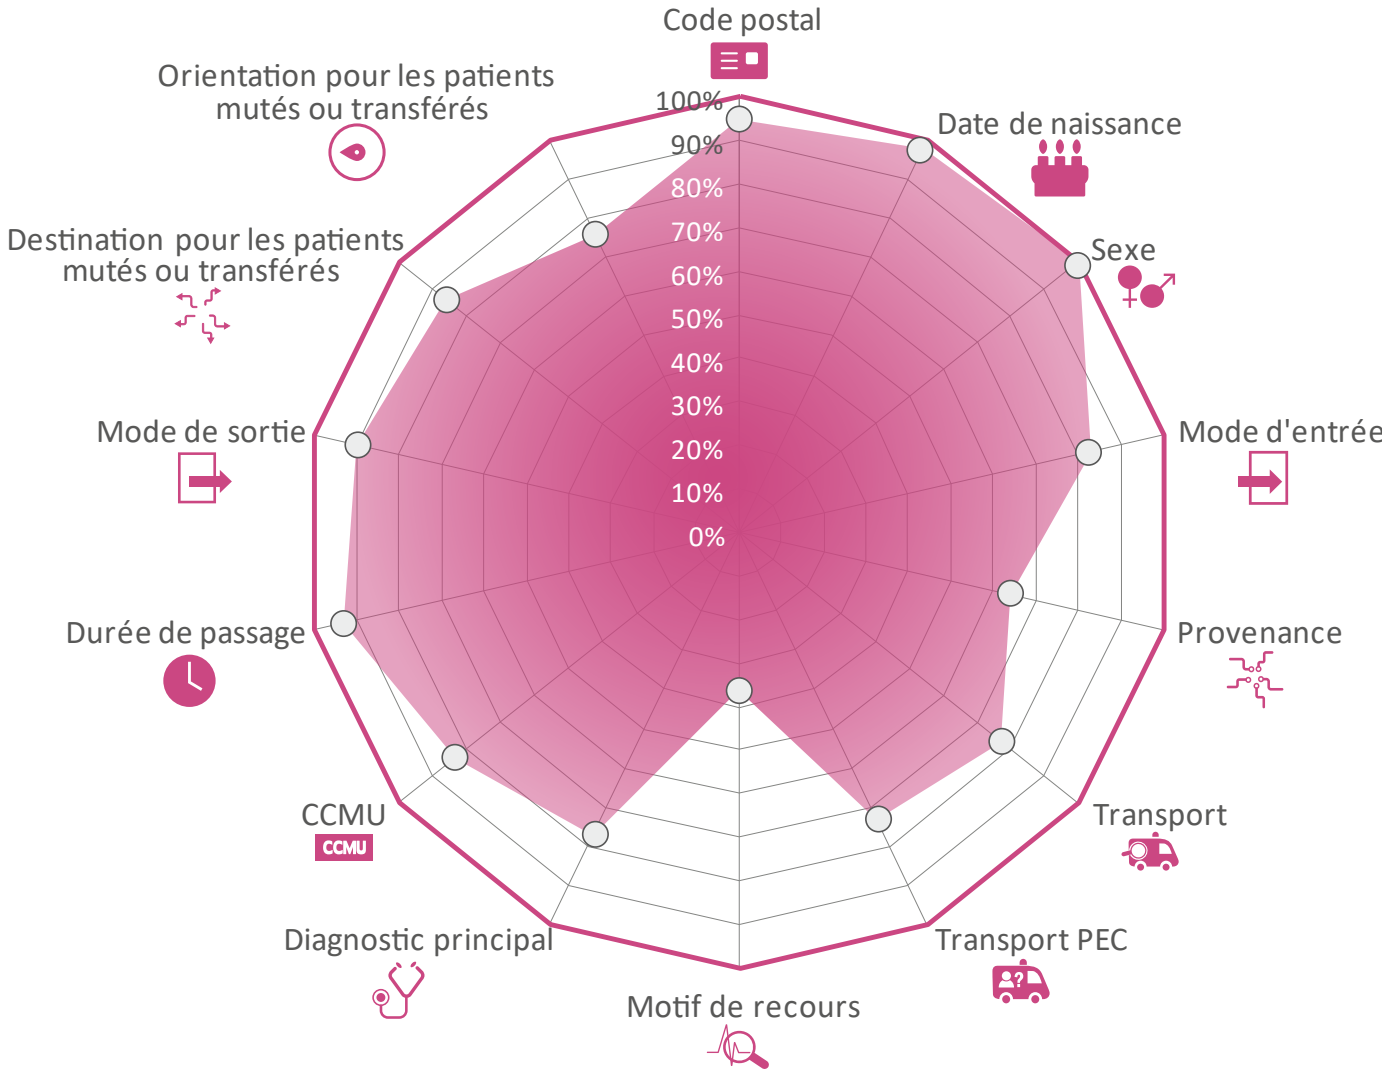 Code postal
Orientation pour les patients
mutés ou transférés
Date de naissance
Destination pour les patients
mutés ou transférés
Sexe
Mode de sortie
Mode d'entrée
Durée de passage
Provenance
CCMU
CCMU
Transport
Diagnostic principal
Transport PEC
?
Motif de recours
100%
90%
80%
70%
60%
50%
40%
30%
20%
10%
0%